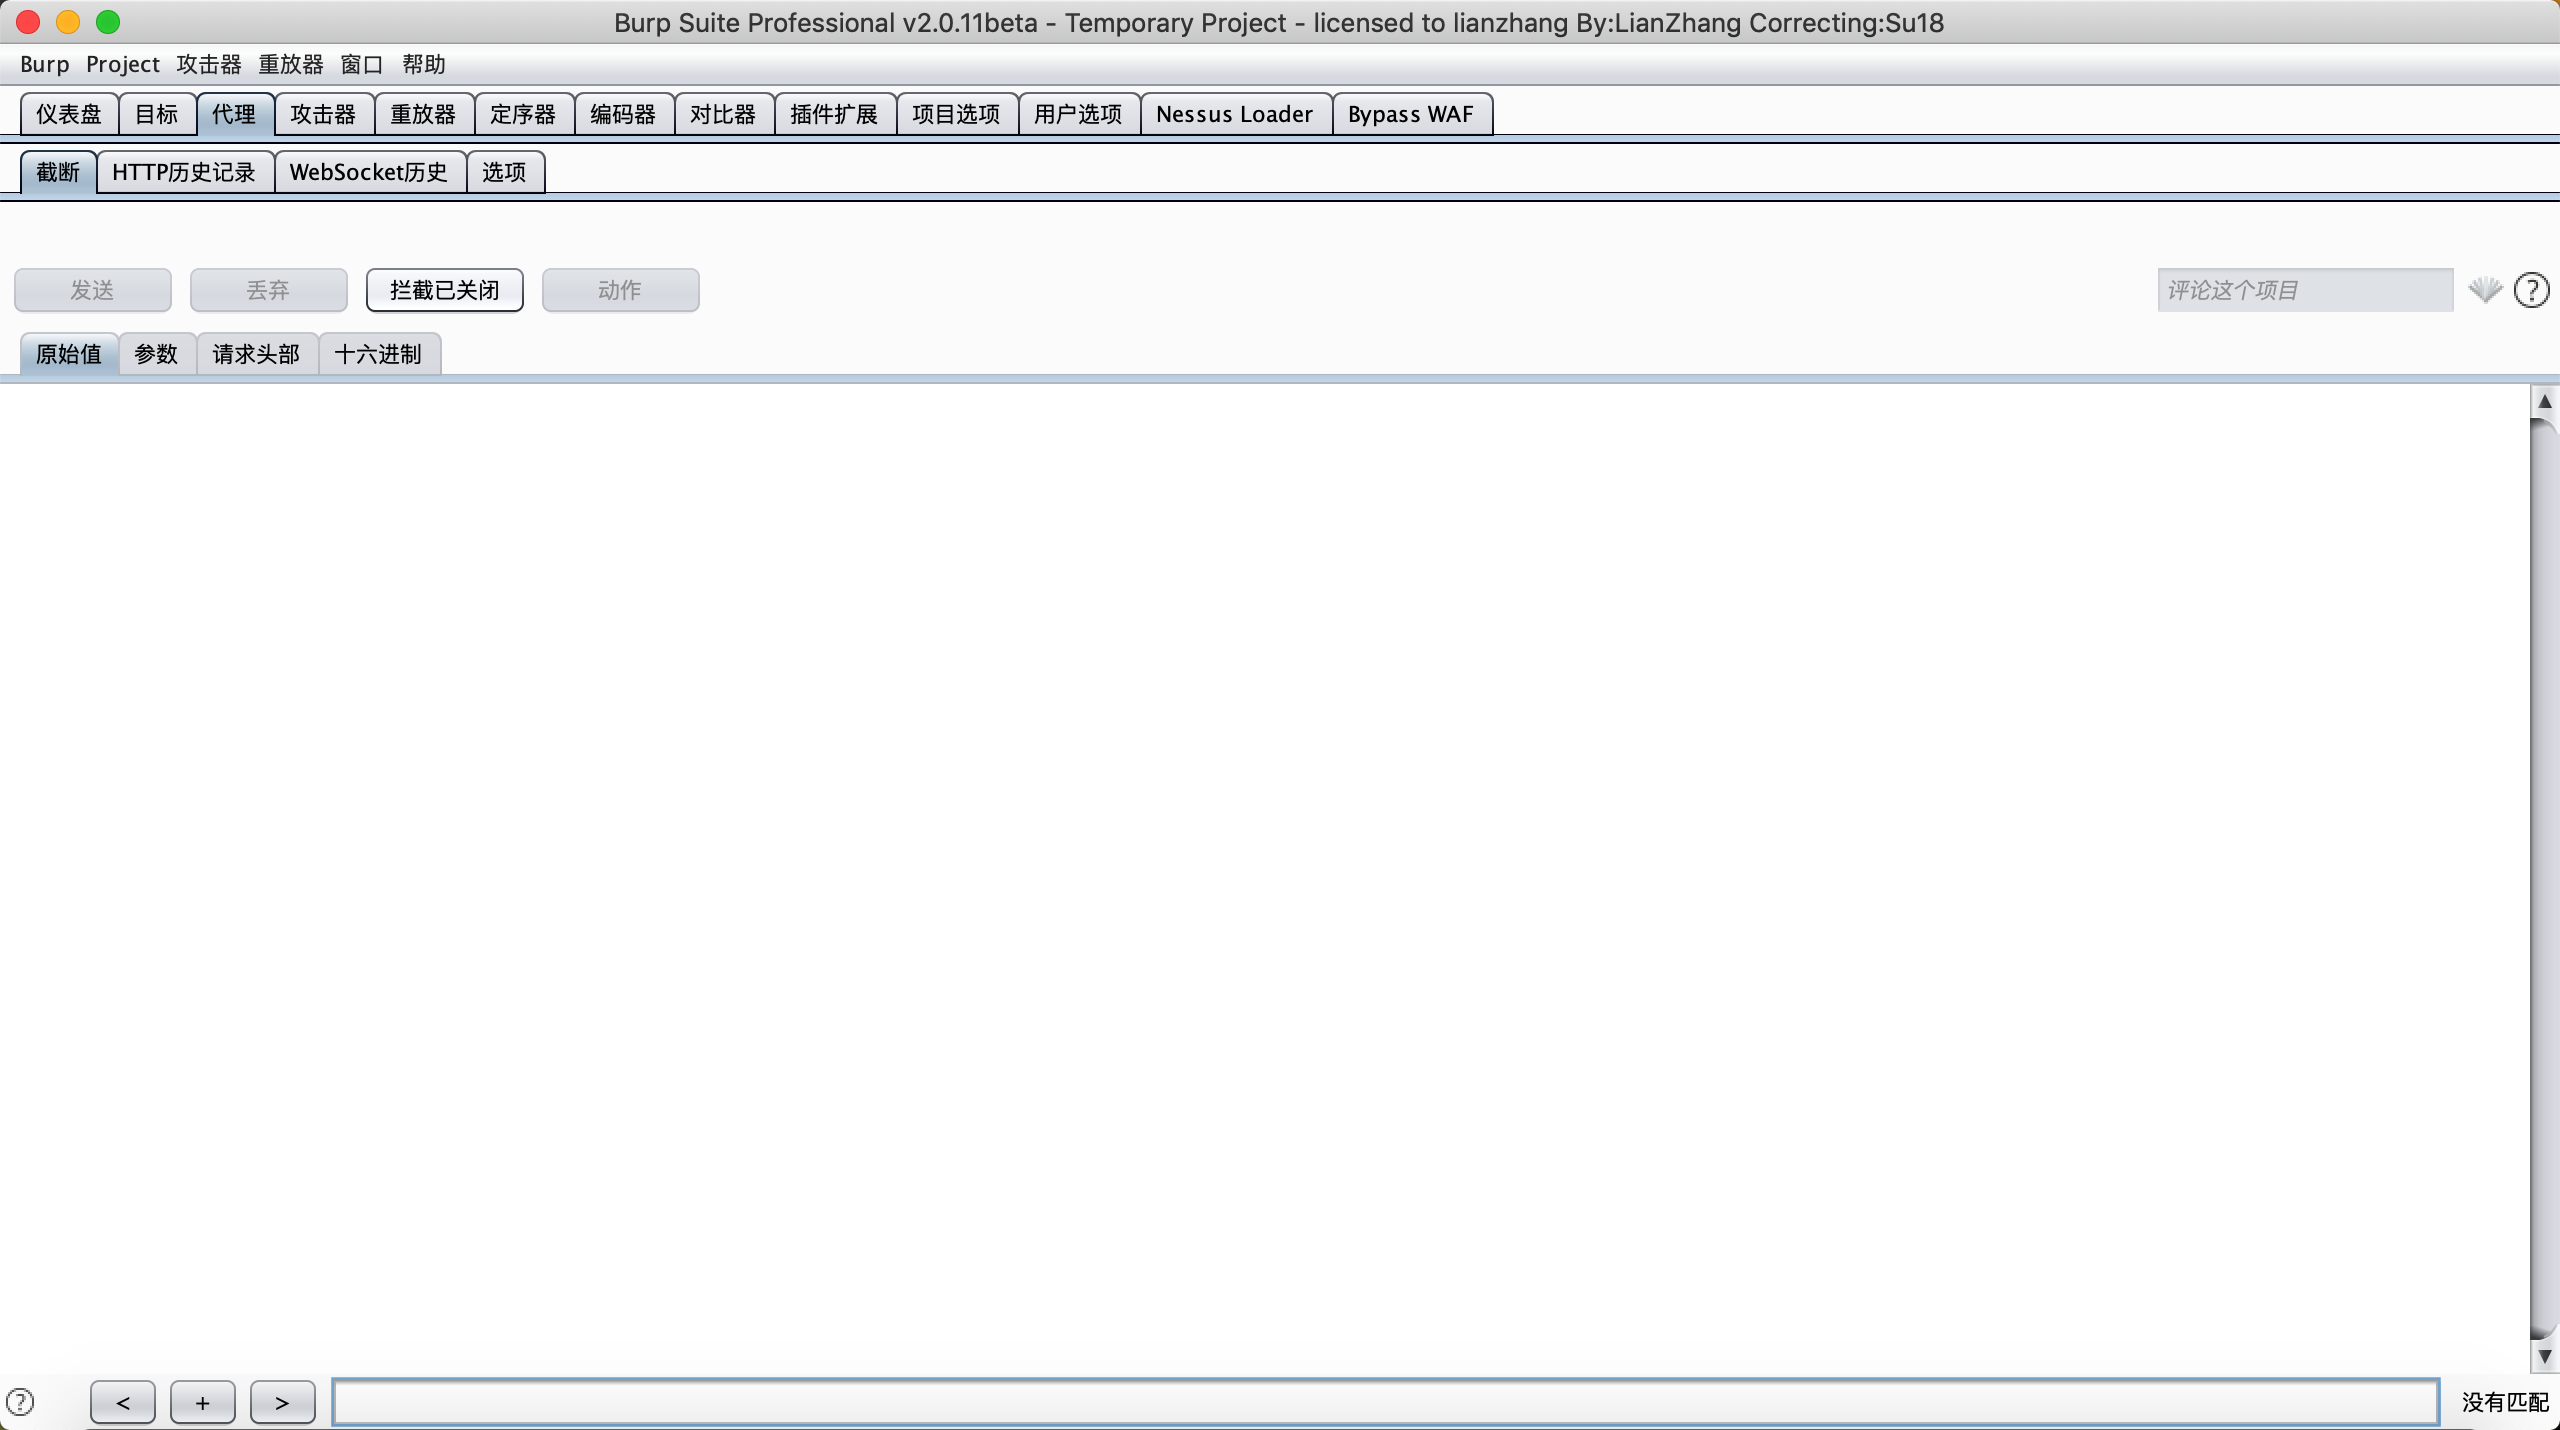 Burp Suite Professional v2.0.11beta - Temporary Project - licensed to lianzhang By:LianZhang Correcting:Su18
Burp Project 攻击器 重放器 窗口 帮助
仪表盘 目标 代理 攻击器 重放器 定序器 编码器 对比器 插件扩展 项目选项 用户选项 Nessus Loader Bypass WAF
截断 HTTP历史记录 WebSocket历史 选项
发送 丢弃 拦截已关闭 动作 评论这个项目 ?
原始值 参数 请求头部 十六进制
? < + > 没有匹配